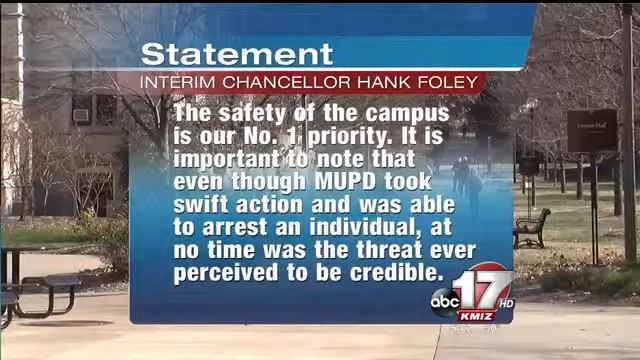 Statement
INTERIM CHANCELLOR HANK FOLEY
The safety of the campus
is our No. 1 priority. It is
important to note that
even though MUPD took
swift action and was able
to arrest an individual, at
no time was the threat ever
perceived to be credible.
abc 17 HD
KMIZ